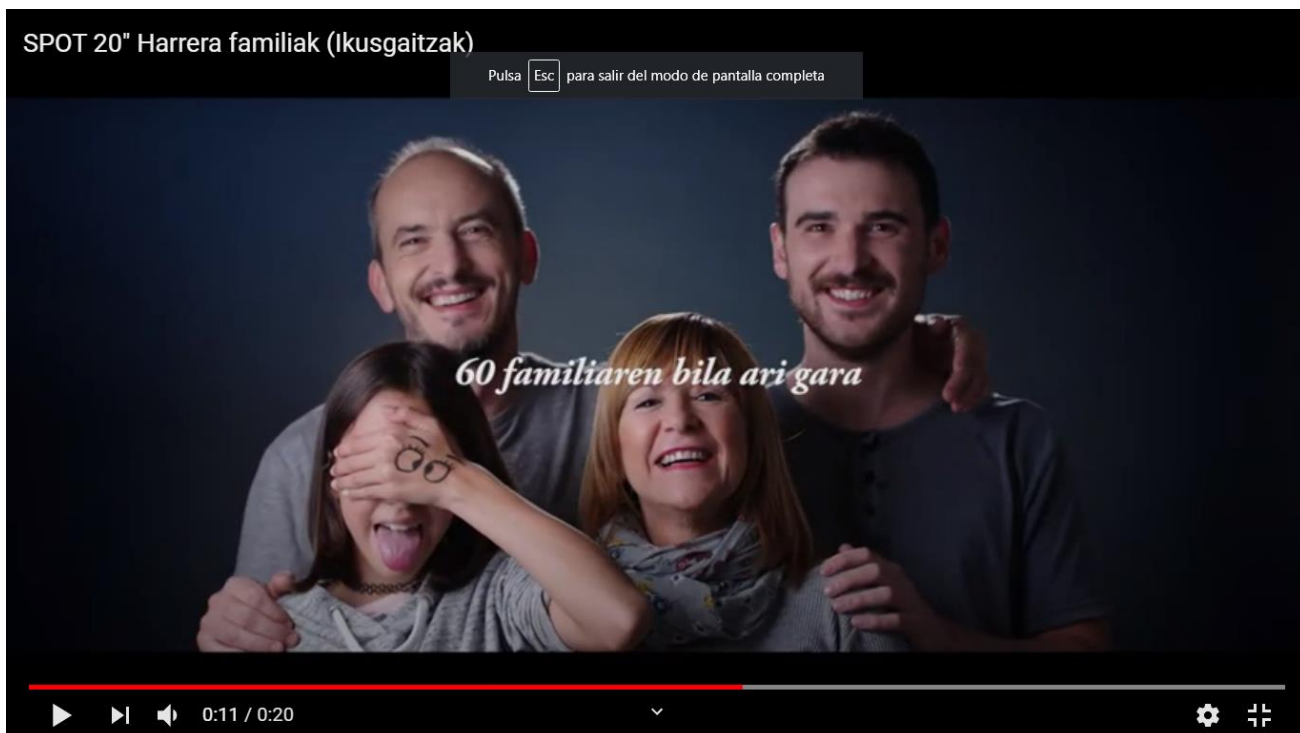 SPOT 20" Harrera familiak (Ikusgaitzak)
Pulsa Esc para salir del modo de pantalla completa
60 familiaren bila ari gara
0:11 / 0:20